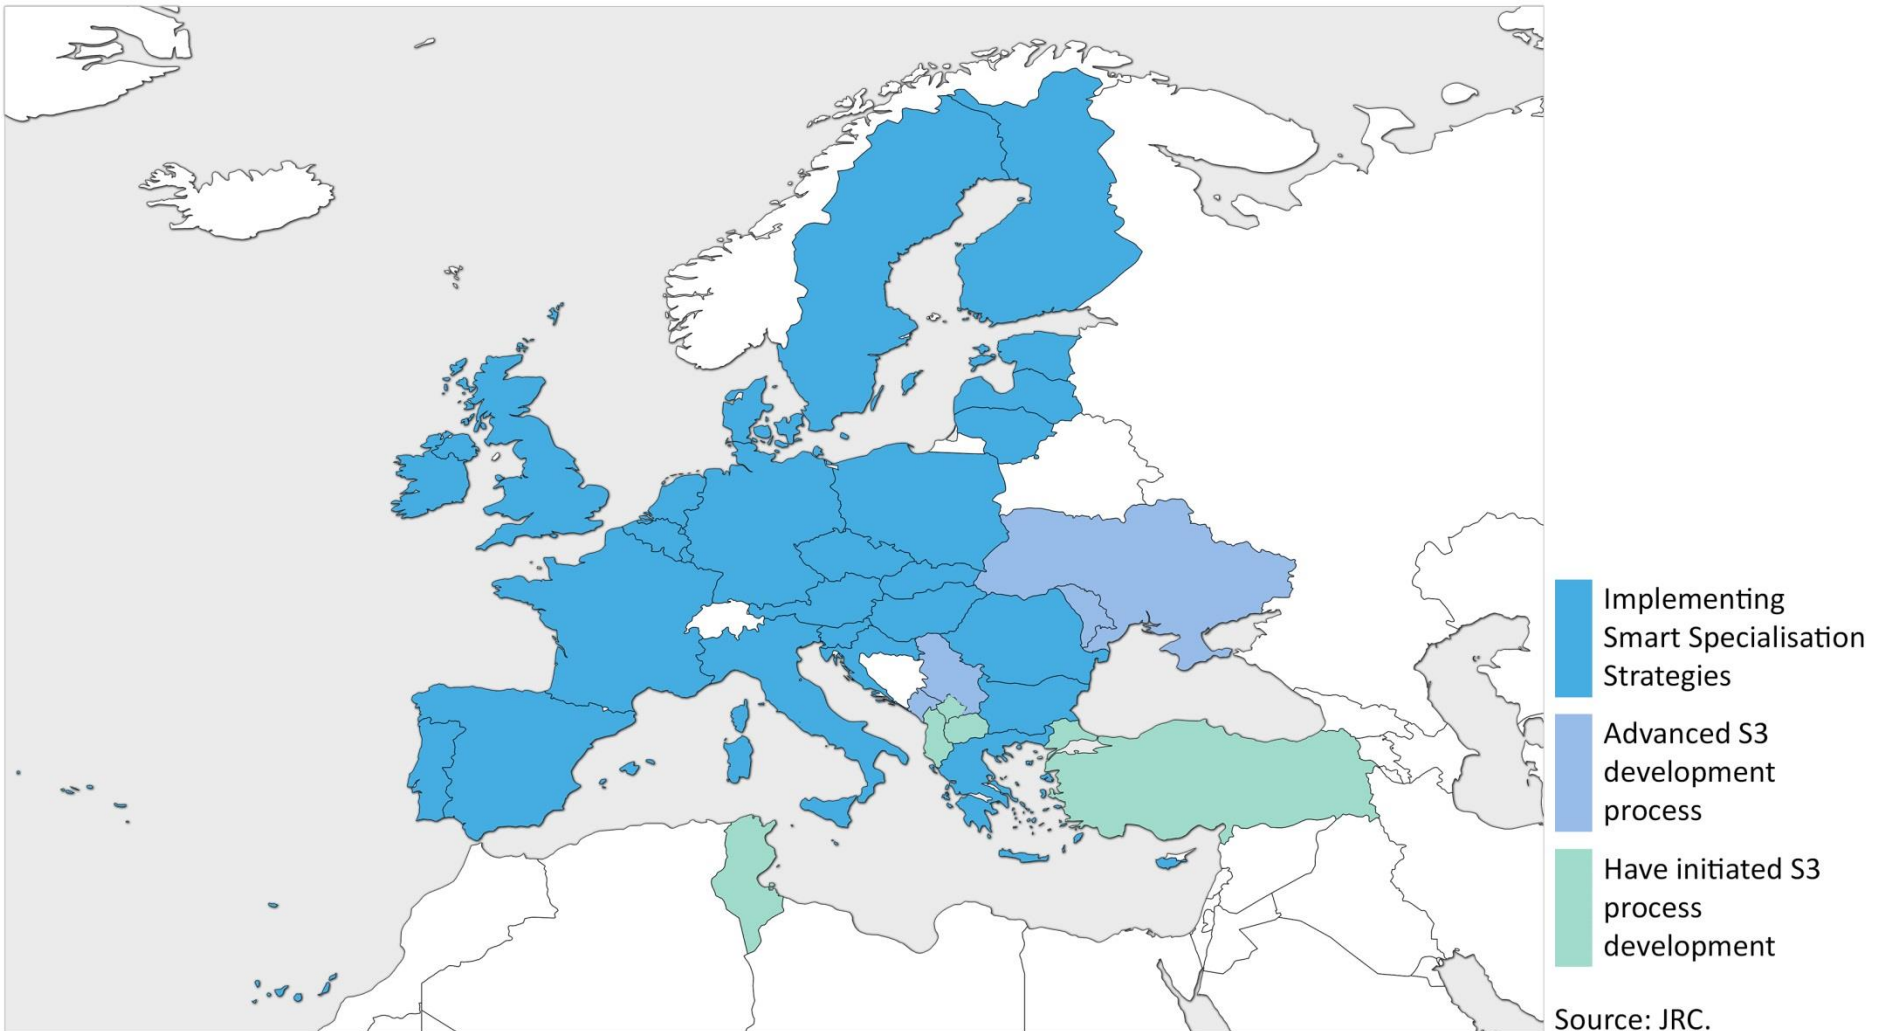 Implementing
Smart Specialisation
Strategies
Advanced S3
development
process
Have initiated S3
process
development
Source: JRC.